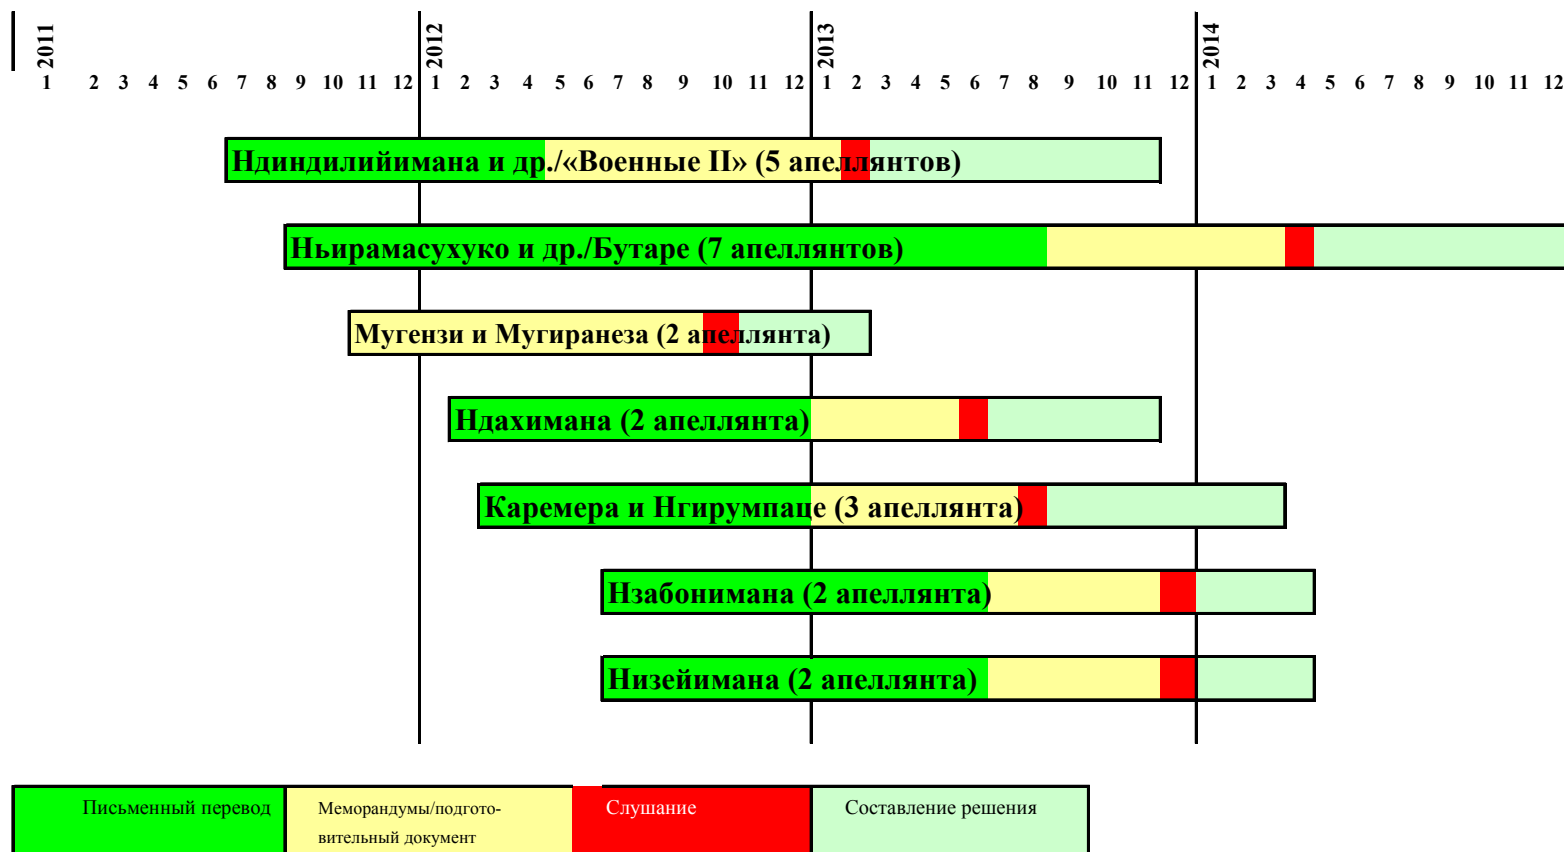 2011 2012 2013 2014
1 2 3 4 5 6 7 8 9 10 11 12 1 2 3 4 5 6 7 8 9 10 11 12 1 2 3 4 5 6 7 8 9 10 11 12 1 2 3 4 5 6 7 8 9 10 11 12
Ндиндилийимана и др./«Военные II» (5 апеллянтов)
Ньирамасухуко и др./Бутаре (7 апеллянтов)
Мугензи и Мугиранеза (2 апеллянта)
Ндахимана (2 апеллянта)
Каремера и Нгирумпаце (3 апеллянта)
Нзабонимана (2 апеллянта)
Низейимана (2 апеллянта)
Письменный перевод
Меморандумы/подгото-
вительный документ
Слушание
Составление решения